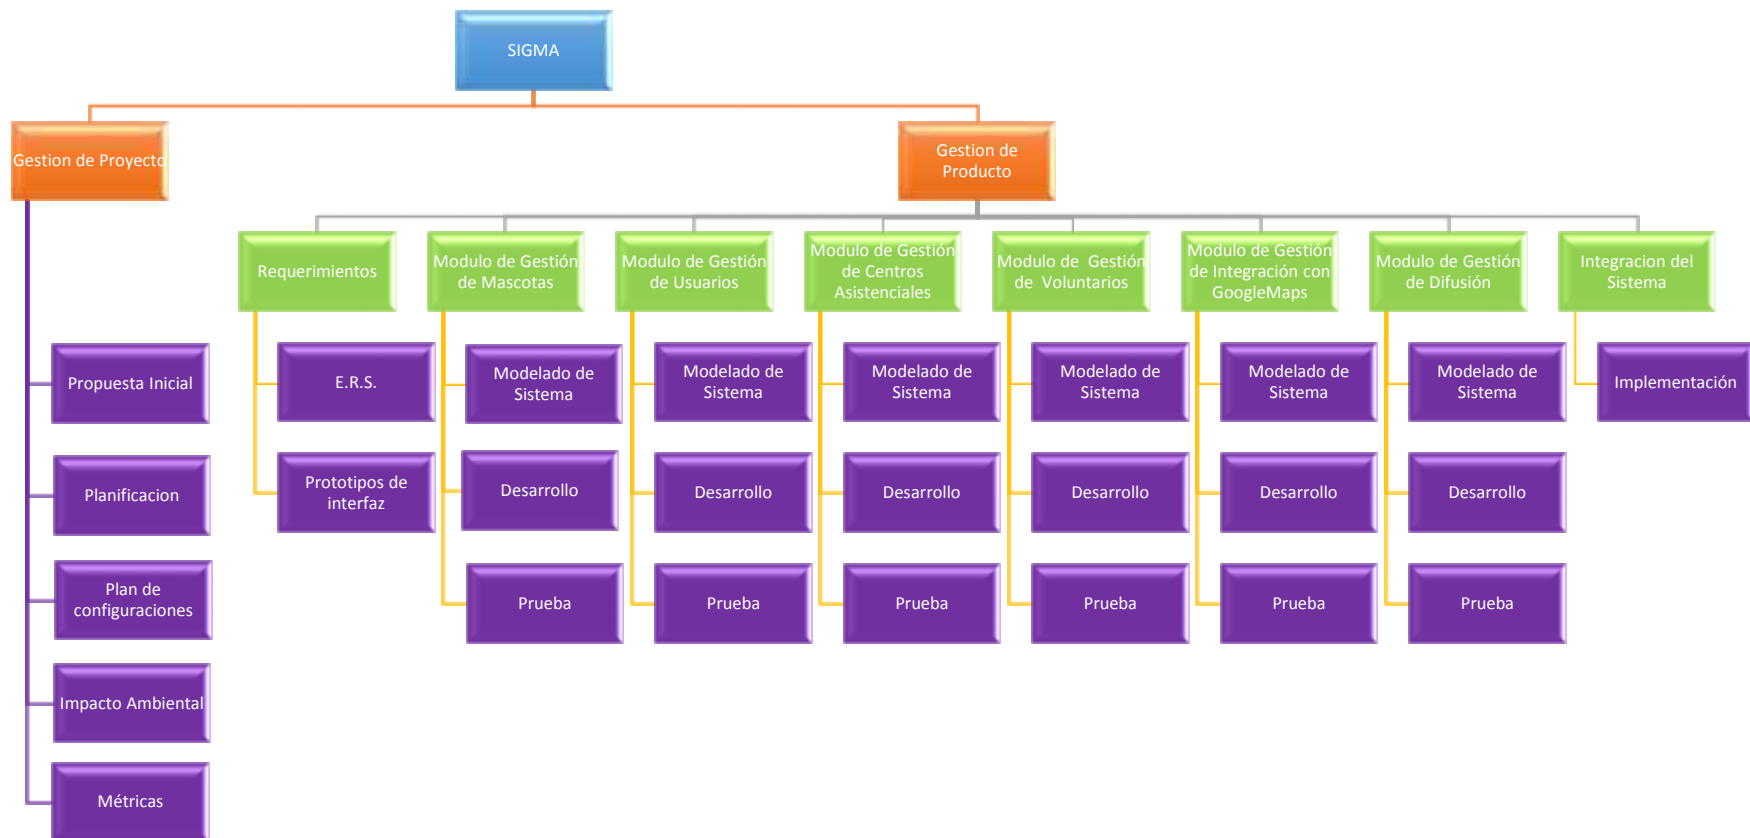 SIGMA
Gestion de Proyecto
Gestion de
Producto
Requerimientos
Modulo de Gestión
de Mascotas
Modulo de Gestión
de Usuarios
Modulo de Gestión
de Centros
Asistenciales
Modulo de  Gestión
de  Voluntarios
Modulo de Gestión
de Integración con
GoogleMaps
Modulo de Gestión
de Difusión
Integracion del
Sistema
Propuesta Inicial
Planificacion
Plan de
configuraciones
Impacto Ambiental
Métricas
E.R.S.
Prototipos de
interfaz
Modelado de
Sistema
Desarrollo
Prueba
Modelado de
Sistema
Desarrollo
Prueba
Modelado de
Sistema
Desarrollo
Prueba
Modelado de
Sistema
Desarrollo
Prueba
Modelado de
Sistema
Desarrollo
Prueba
Modelado de
Sistema
Desarrollo
Prueba
Implementación